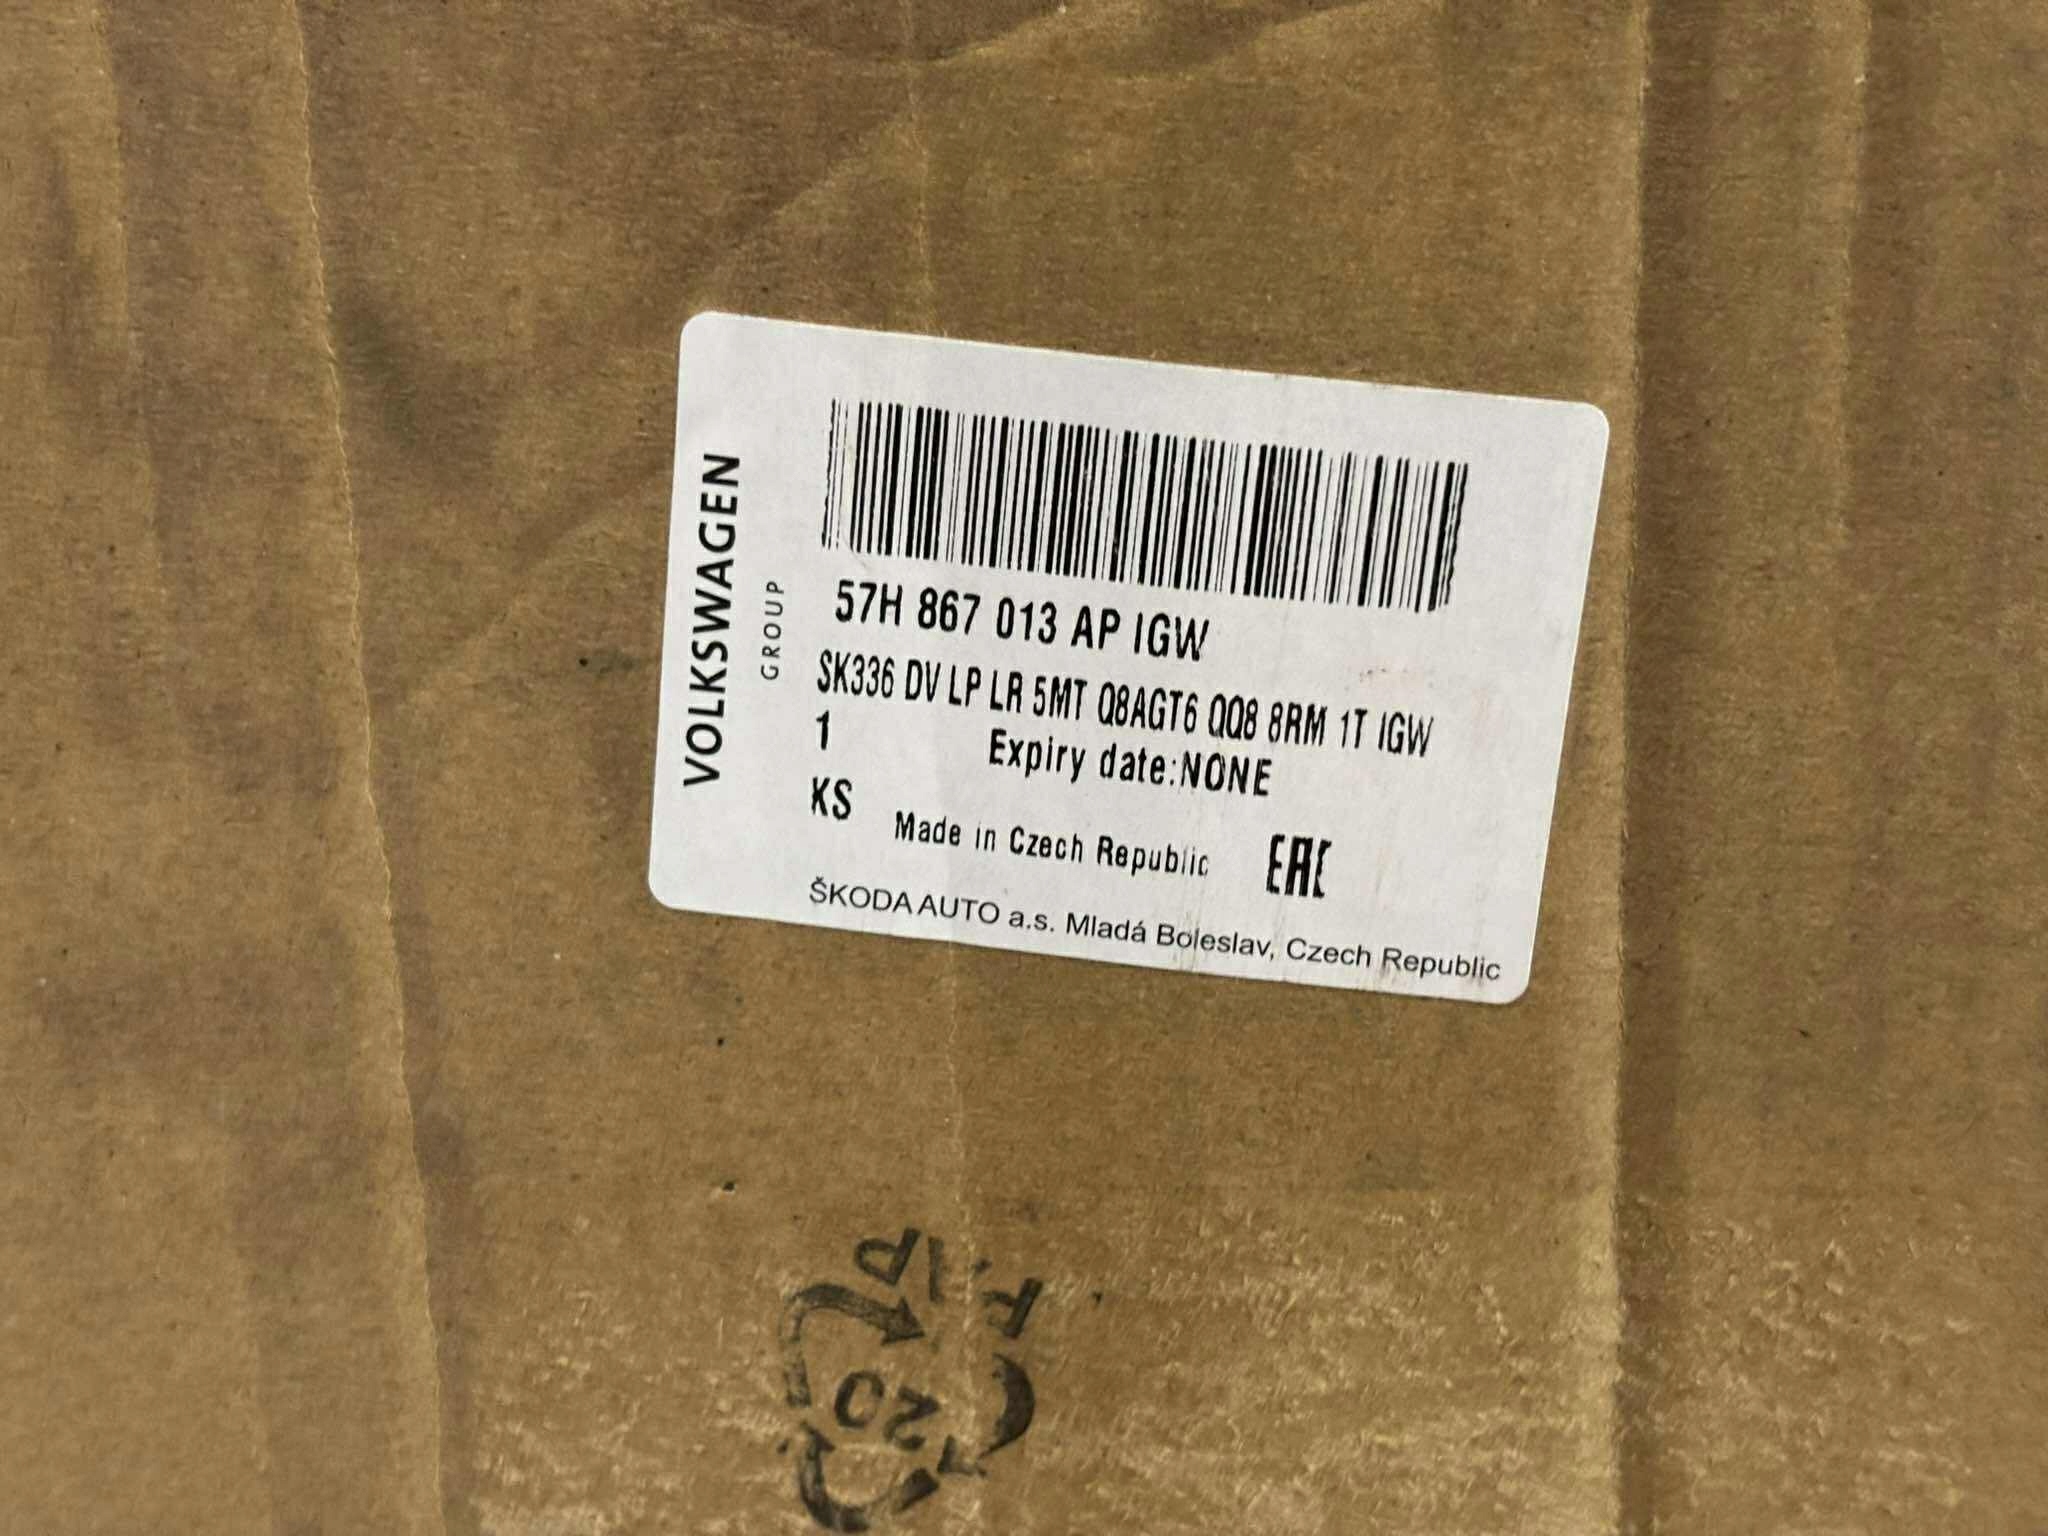 VOLKSWAGEN
GROUP
57H 867 013 AP IGW
SK336 DV LP LR 5MT Q8AGT6 QQ8 8RM 1T IGW
1 Expiry date:NONE
KS Made in Czech Republic EAC
ŠKODA AUTO a.s. Mladá Boleslav, Czech Republic
PAP
20